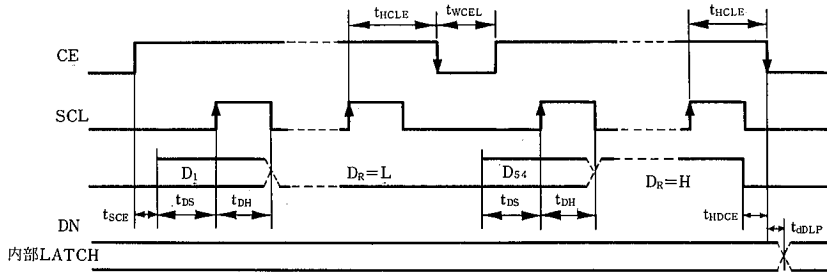 tHCLE tWCEL tHCLE
CE
SCL
D1 DR=L D54 DR=H
tSCE tDS tDH tDS tDH tHDCE
DN tdDLP
内部LATCH